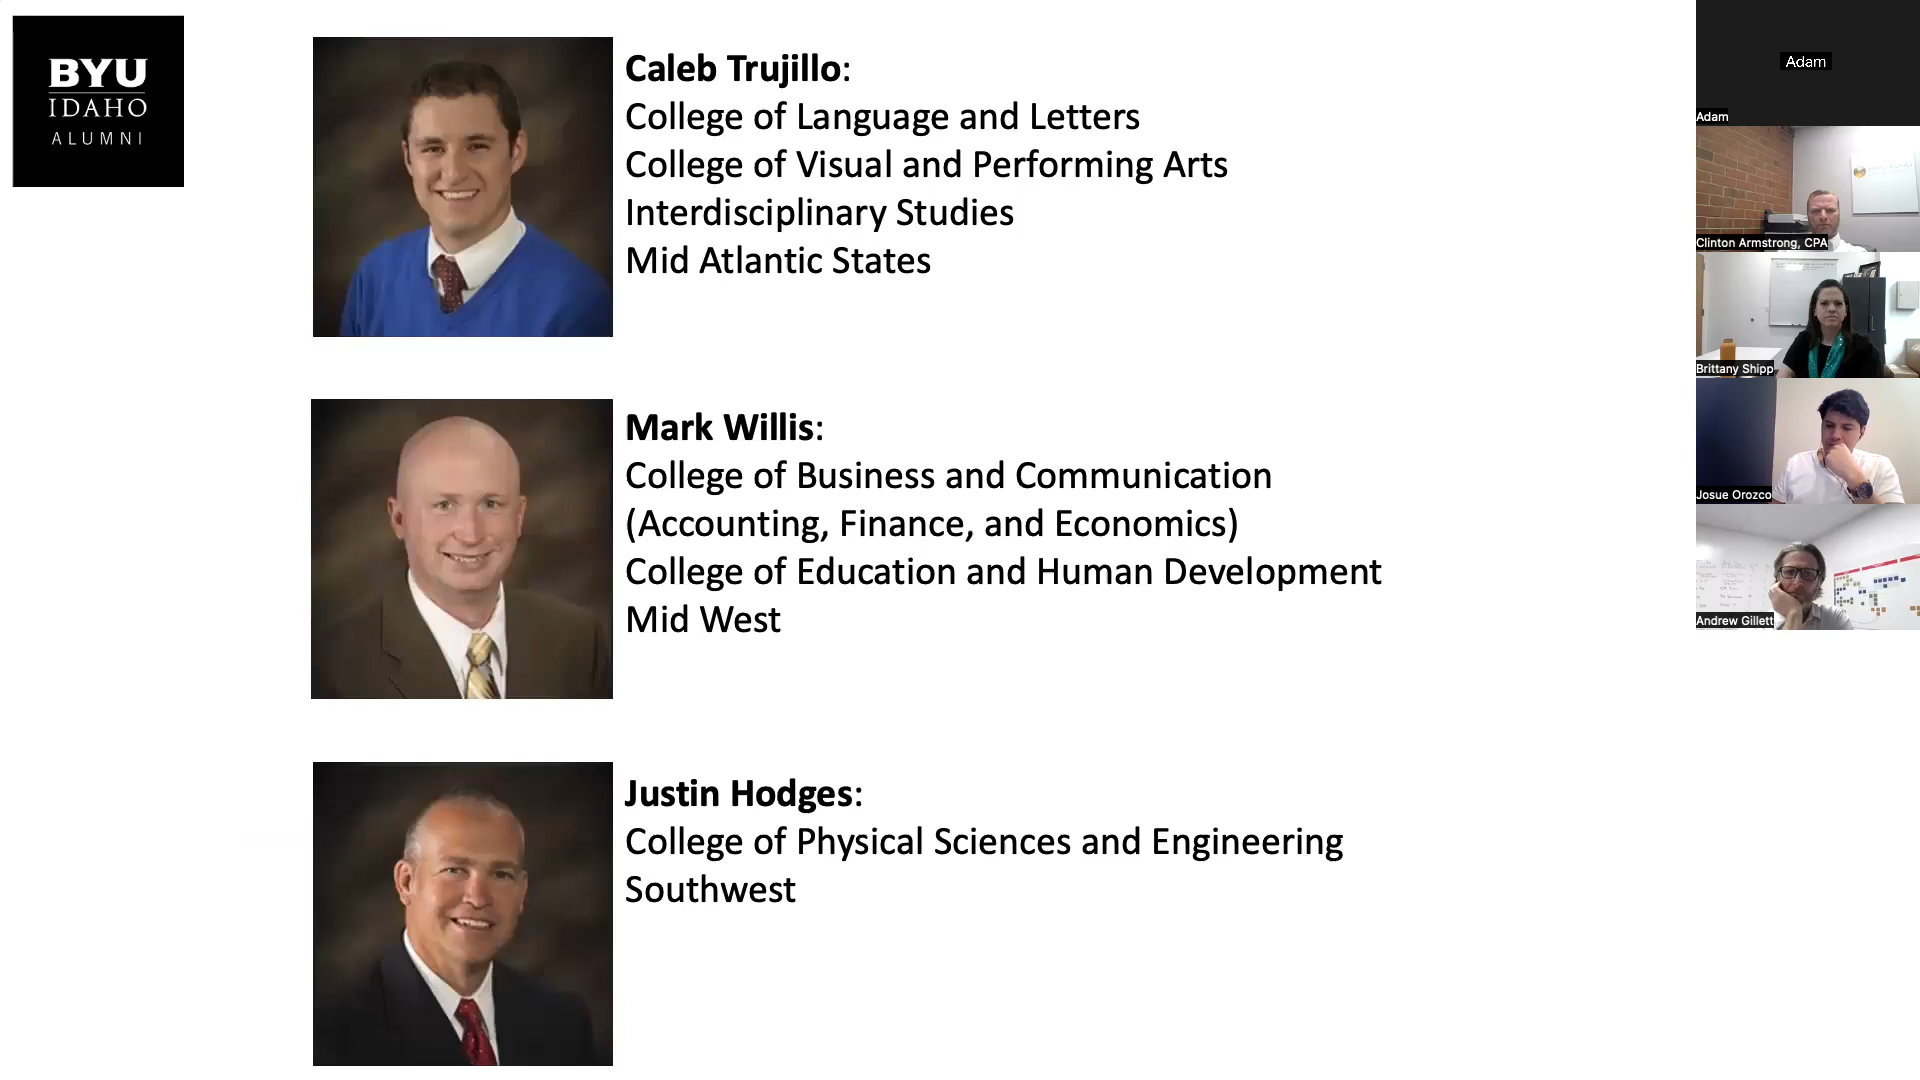 BYU
IDAHO
ALUMNI
Caleb Trujillo:
College of Language and Letters
College of Visual and Performing Arts
Interdisciplinary Studies
Mid Atlantic States
Mark Willis:
College of Business and Communication
(Accounting, Finance, and Economics)
College of Education and Human Development
Mid West
Justin Hodges:
College of Physical Sciences and Engineering
Southwest
Adam
Adam
Clinton Armstrong, CPA
Brittany Shipp
Josue Orozco
Andrew Gillett